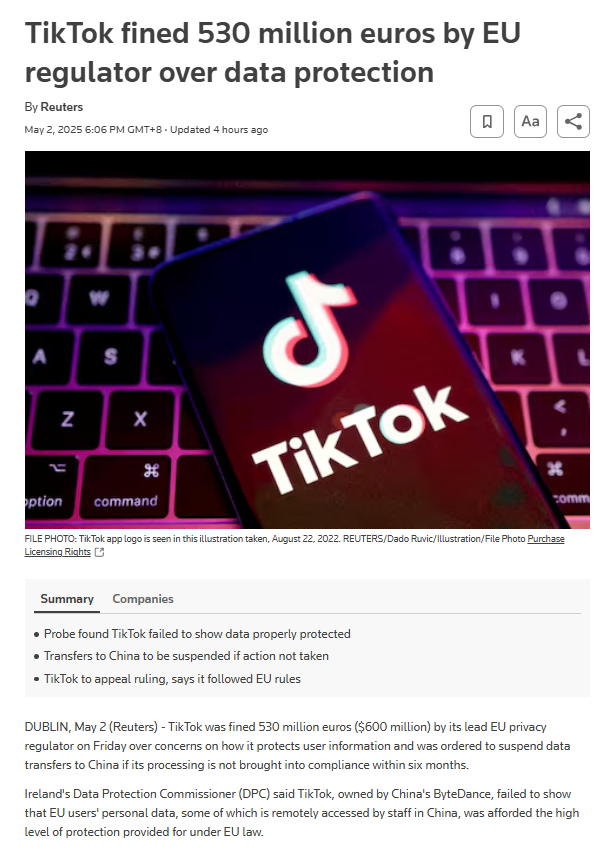 TikTok fined 530 million euros by EU
regulator over data protection
By Reuters
May 2, 2025 6:06 PM GMT+8 · Updated 4 hours ago
Aa
2
3
W
A
S
K
L
Z
X
<
,
⌥
⌘
option
command
⌘
comm
TikTok
FILE PHOTO: TikTok app logo is seen in this illustration taken, August 22, 2022. REUTERS/Dado Ruvic/Illustration/File Photo Purchase
Licensing Rights
Summary Companies
• Probe found TikTok failed to show data properly protected
• Transfers to China to be suspended if action not taken
• TikTok to appeal ruling, says it followed EU rules
DUBLIN, May 2 (Reuters) - TikTok was fined 530 million euros ($600 million) by its lead EU privacy
regulator on Friday over concerns on how it protects user information and was ordered to suspend data
transfers to China if its processing is not brought into compliance within six months.
Ireland's Data Protection Commissioner (DPC) said TikTok, owned by China's ByteDance, failed to show
that EU users' personal data, some of which is remotely accessed by staff in China, was afforded the high
level of protection provided for under EU law.